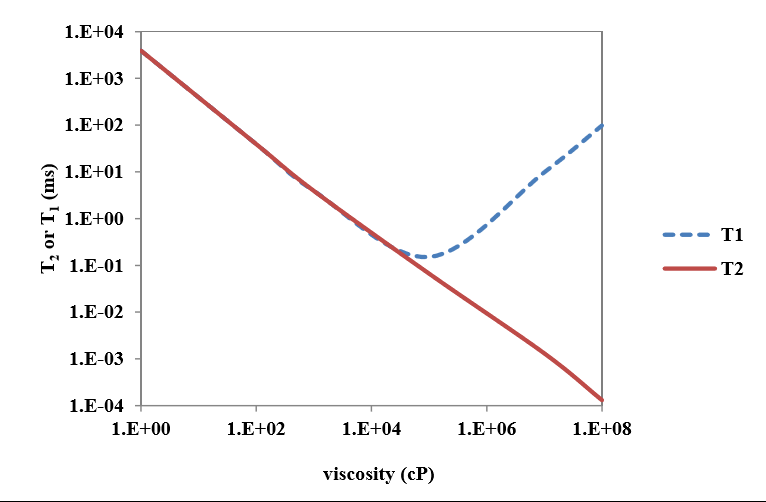 1.E+04
1.E+03
1.E+02
1.E+01
1.E+00
1.E-01
1.E-02
1.E-03
1.E-04
T2 or T1 (ms)
1.E+00 1.E+02 1.E+04 1.E+06 1.E+08
viscosity (cP)
T1
T2